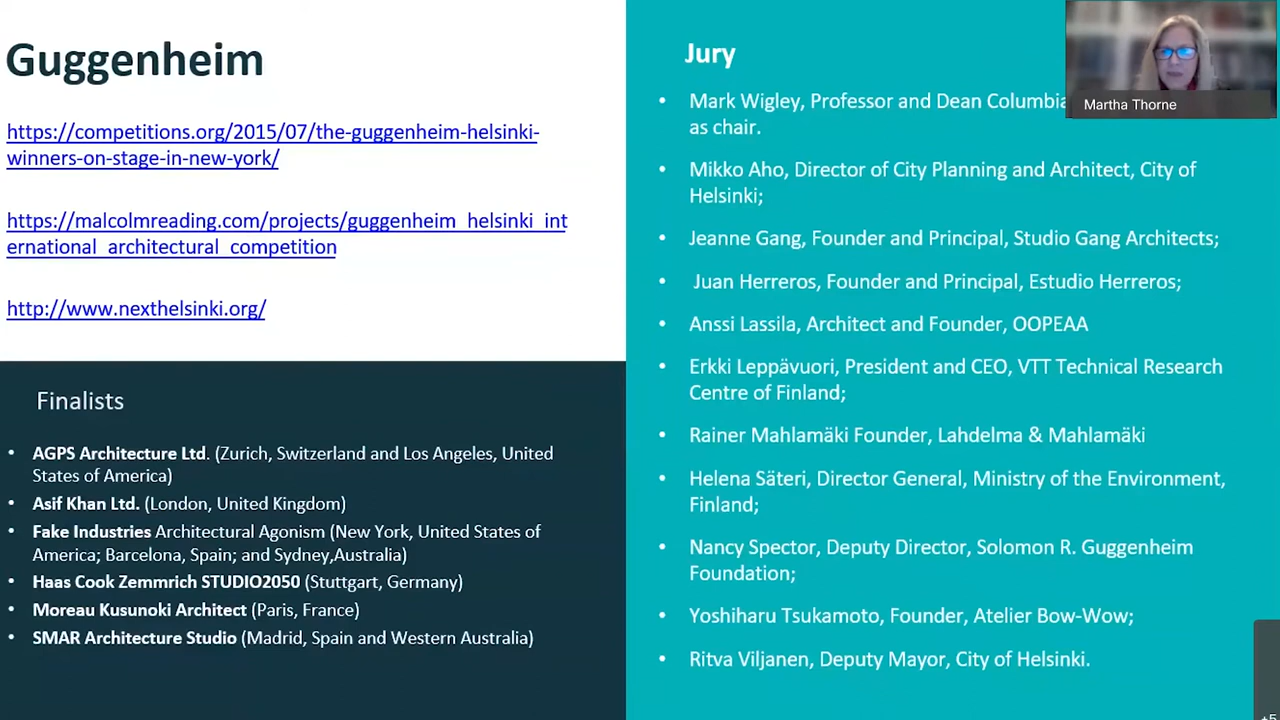 Guggenheim
https://competitions.org/2015/07/the-guggenheim-helsinki-
winners-on-stage-in-new-york/
https://malcolmreading.com/projects/guggenheim_helsinki_int
ernational_architectural_competition
http://www.nexthelsinki.org/
Finalists
• AGPS Architecture Ltd. (Zurich, Switzerland and Los Angeles, United
States of America)
• Asif Khan Ltd. (London, United Kingdom)
• Fake Industries Architectural Agonism (New York, United States of
America; Barcelona, Spain; and Sydney,Australia)
• Haas Cook Zemmrich STUDIO2050 (Stuttgart, Germany)
• Moreau Kusunoki Architect (Paris, France)
• SMAR Architecture Studio (Madrid, Spain and Western Australia)
Jury
• Mark Wigley, Professor and Dean Columbia
as chair.
• Mikko Aho, Director of City Planning and Architect, City of
Helsinki;
• Jeanne Gang, Founder and Principal, Studio Gang Architects;
• Juan Herreros, Founder and Principal, Estudio Herreros;
• Anssi Lassila, Architect and Founder, OOPEAA
• Erkki Leppävuori, President and CEO, VTT Technical Research
Centre of Finland;
• Rainer Mahlamäki Founder, Lahdelma & Mahlamäki
• Helena Säteri, Director General, Ministry of the Environment,
Finland;
• Nancy Spector, Deputy Director, Solomon R. Guggenheim
Foundation;
• Yoshiharu Tsukamoto, Founder, Atelier Bow-Wow;
• Ritva Viljanen, Deputy Mayor, City of Helsinki.
Martha Thorne